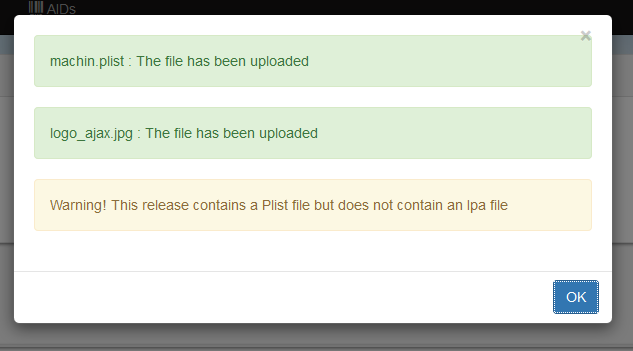 AIDs
×
machin.plist : The file has been uploaded
logo_ajax.jpg : The file has been uploaded
Warning! This release contains a Plist file but does not contain an Ipa file
OK